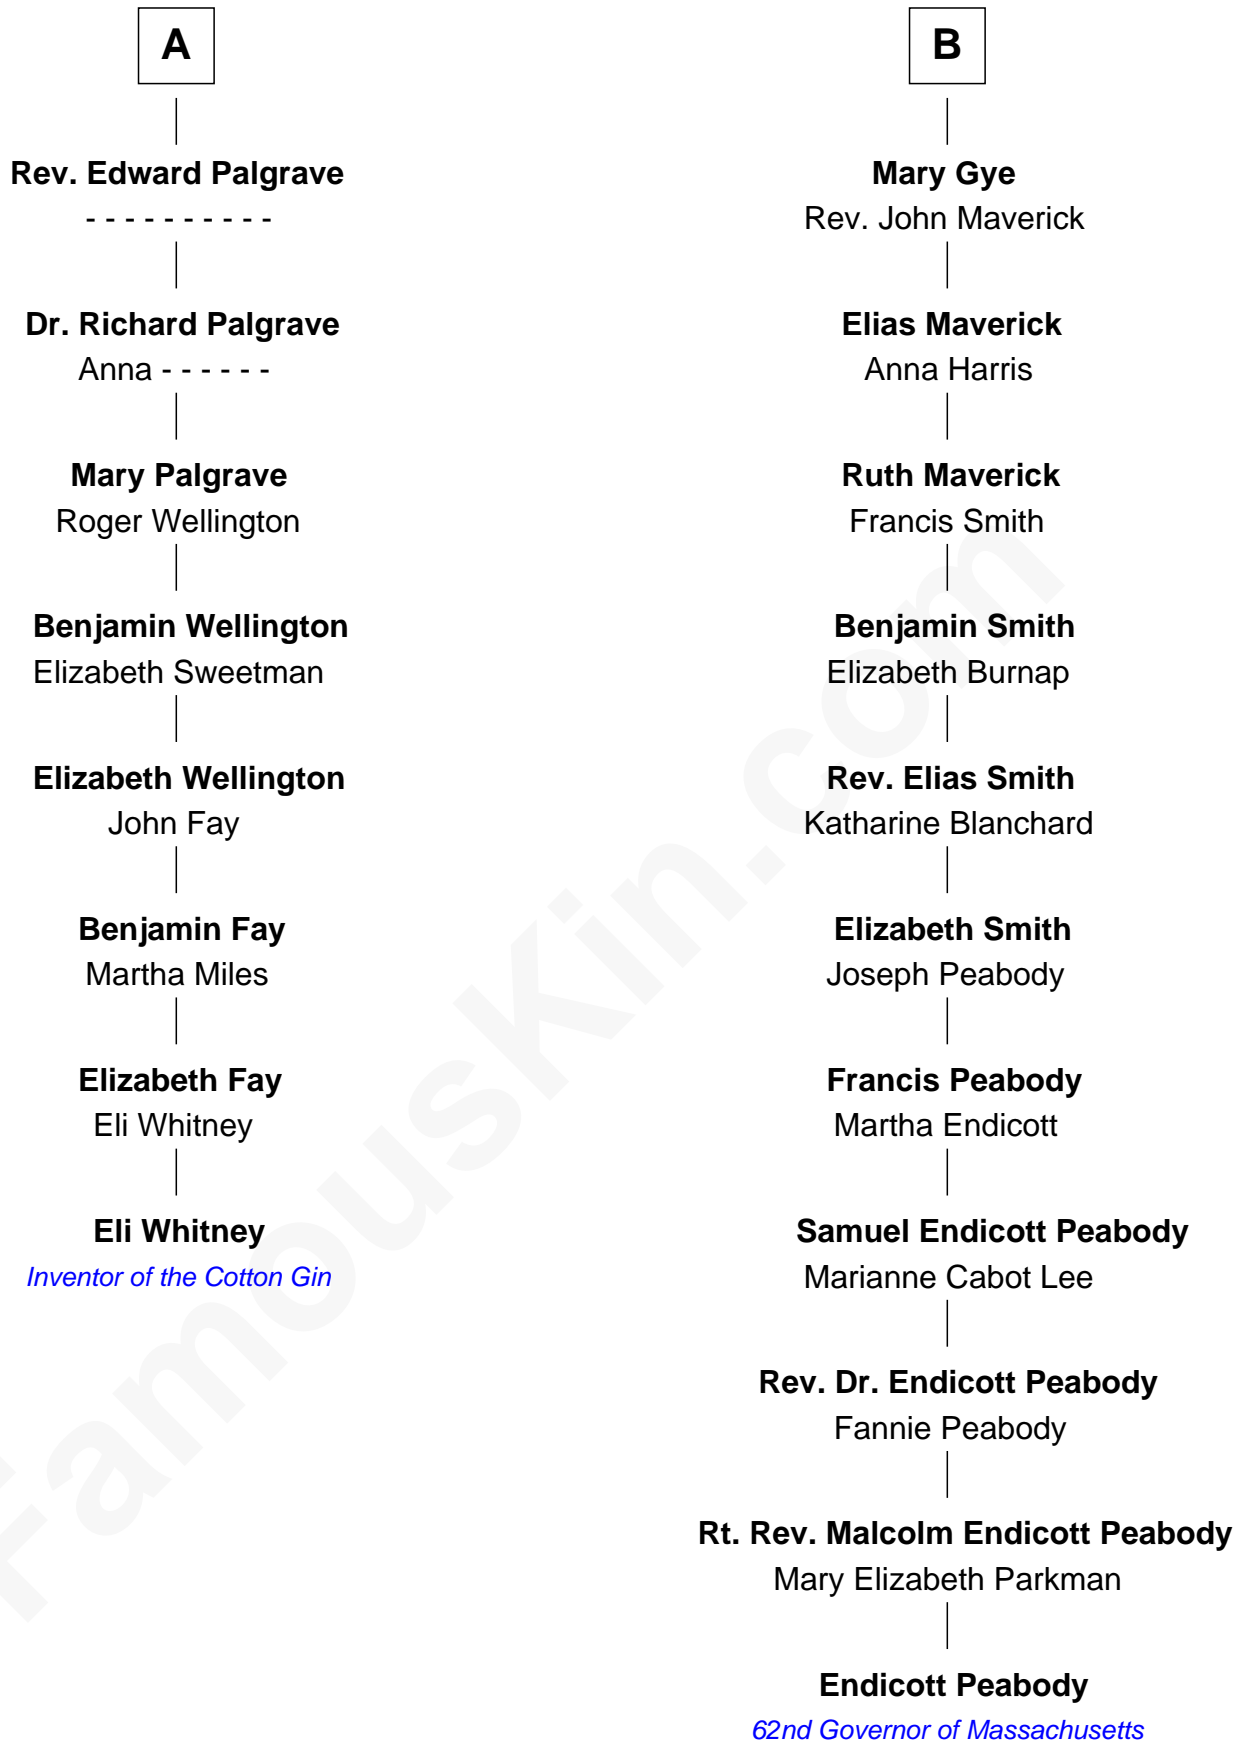 A
Rev. Edward Palgrave
- - - - - - - - - -
Dr. Richard Palgrave
Anna - - - - - -
Mary Palgrave
Roger Wellington
Benjamin Wellington
Elizabeth Sweetman
Elizabeth Wellington
John Fay
Benjamin Fay
Martha Miles
Elizabeth Fay
Eli Whitney
Eli Whitney
Inventor of the Cotton Gin
B
Mary Gye
Rev. John Maverick
Elias Maverick
Anna Harris
Ruth Maverick
Francis Smith
Benjamin Smith
Elizabeth Burnap
Rev. Elias Smith
Katharine Blanchard
Elizabeth Smith
Joseph Peabody
Francis Peabody
Martha Endicott
Samuel Endicott Peabody
Marianne Cabot Lee
Rev. Dr. Endicott Peabody
Fannie Peabody
Rt. Rev. Malcolm Endicott Peabody
Mary Elizabeth Parkman
Endicott Peabody
62nd Governor of Massachusetts
FamousKin.com